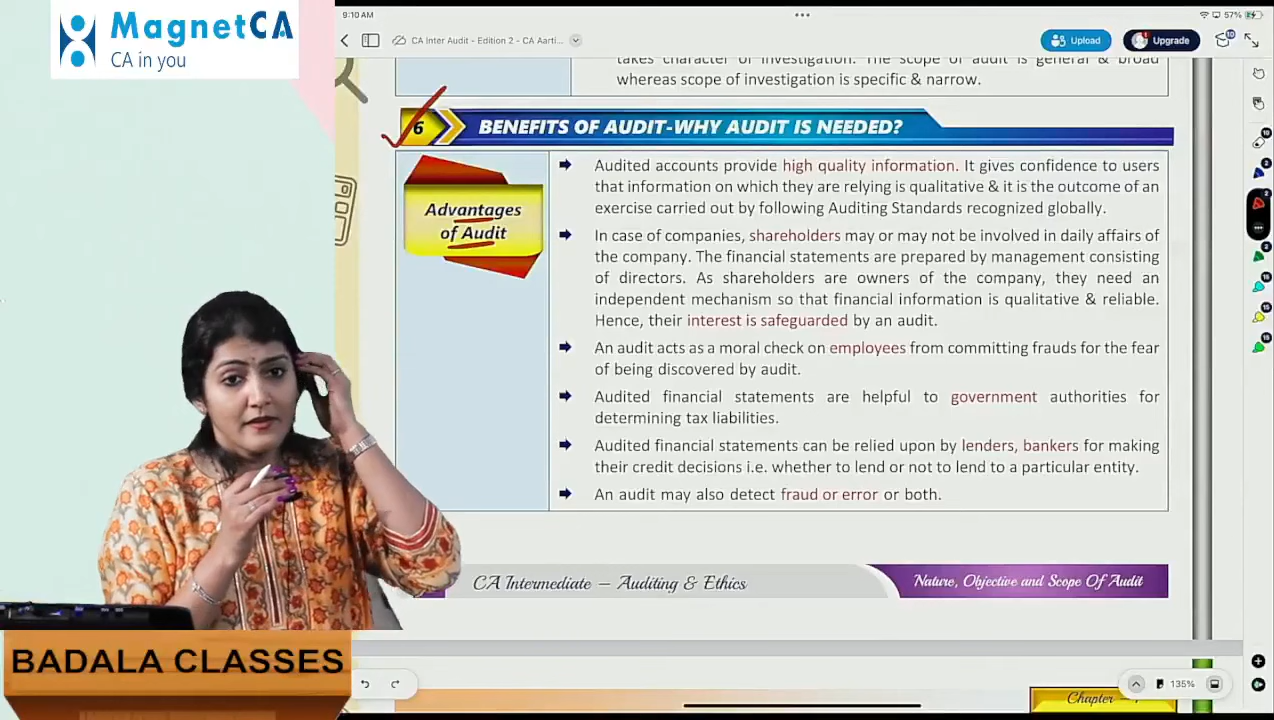 MagnetCA
CA in you
9:10 AM
57%
CA Inter Audit - Edition 2 - CA Aarti...
Upload
Upgrade
takes character of investigation. The scope of audit is general & broad
whereas scope of investigation is specific & narrow.
6
BENEFITS OF AUDIT-WHY AUDIT IS NEEDED?
Advantages
of Audit
Audited accounts provide high quality information. It gives confidence to users
that information on which they are relying is qualitative & it is the outcome of an
exercise carried out by following Auditing Standards recognized globally.
In case of companies, shareholders may or may not be involved in daily affairs of
the company. The financial statements are prepared by management consisting
of directors. As shareholders are owners of the company, they need an
independent mechanism so that financial information is qualitative & reliable.
Hence, their interest is safeguarded by an audit.
An audit acts as a moral check on employees from committing frauds for the fear
of being discovered by audit.
Audited financial statements are helpful to government authorities for
determining tax liabilities.
Audited financial statements can be relied upon by lenders, bankers for making
their credit decisions i.e. whether to lend or not to lend to a particular entity.
An audit may also detect fraud or error or both.
CA Intermediate – Auditing & Ethics
Nature, Objective and Scope Of Audit
BADALA CLASSES
135%
Chapter –